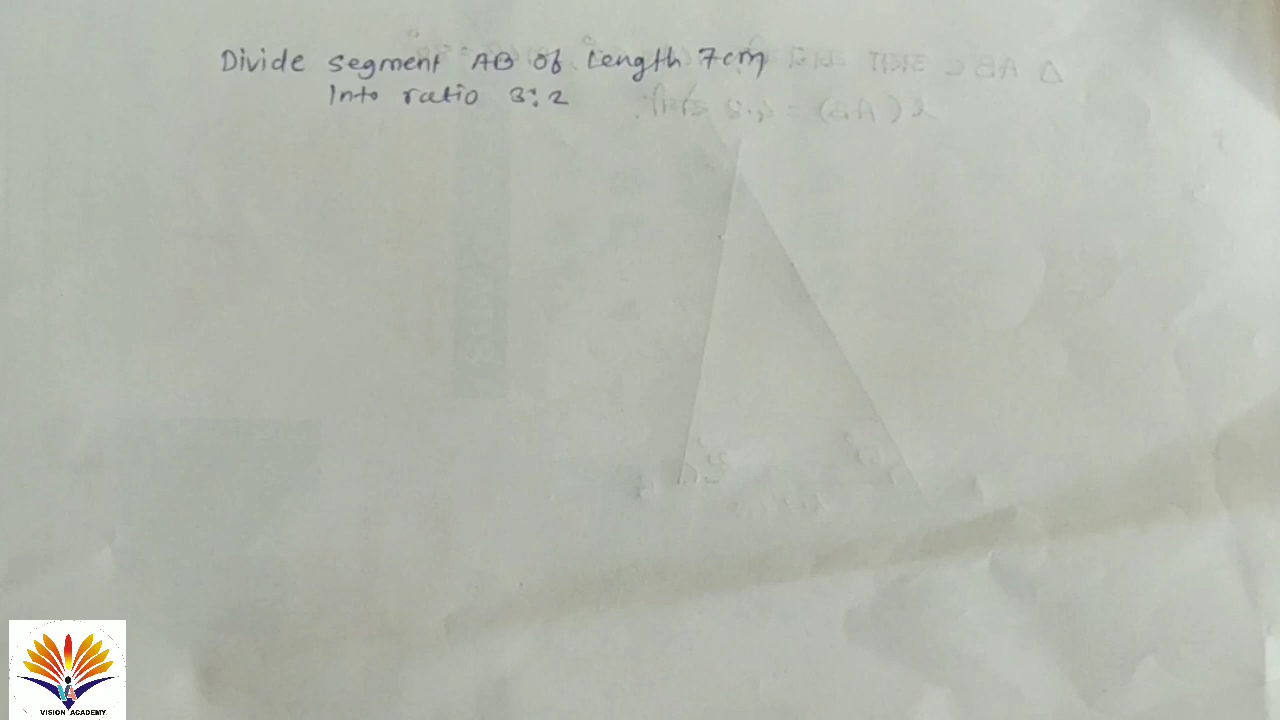 Divide segment AB of length 7cm
Into ratio 3:2
VISION ACADEMY